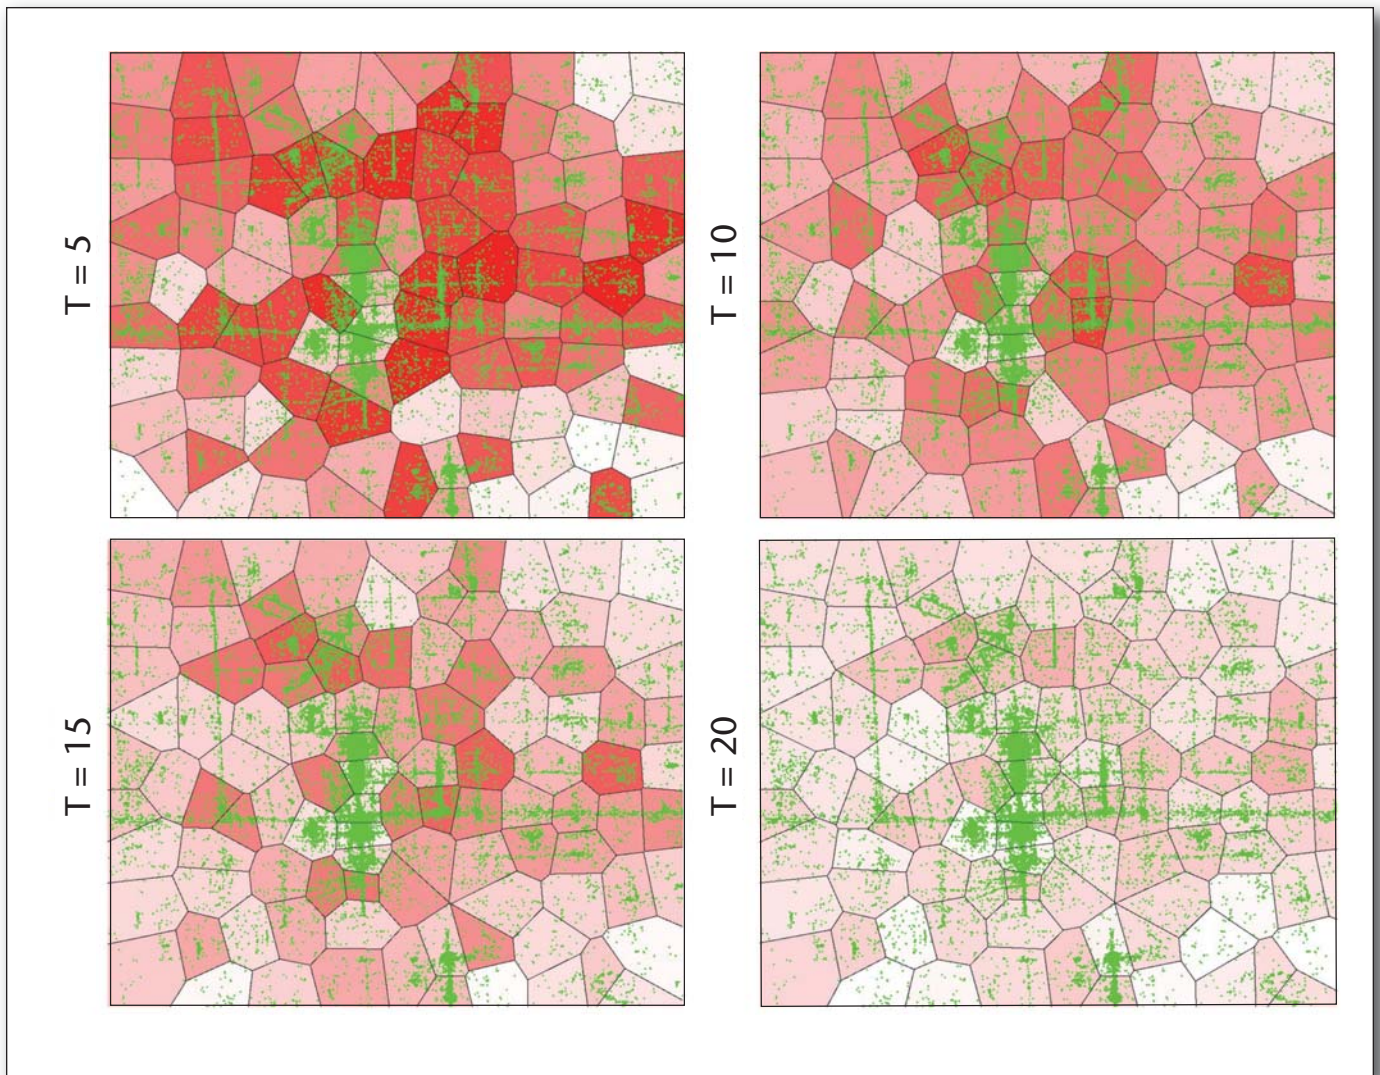 T = 5
T = 10
T = 15
T = 20